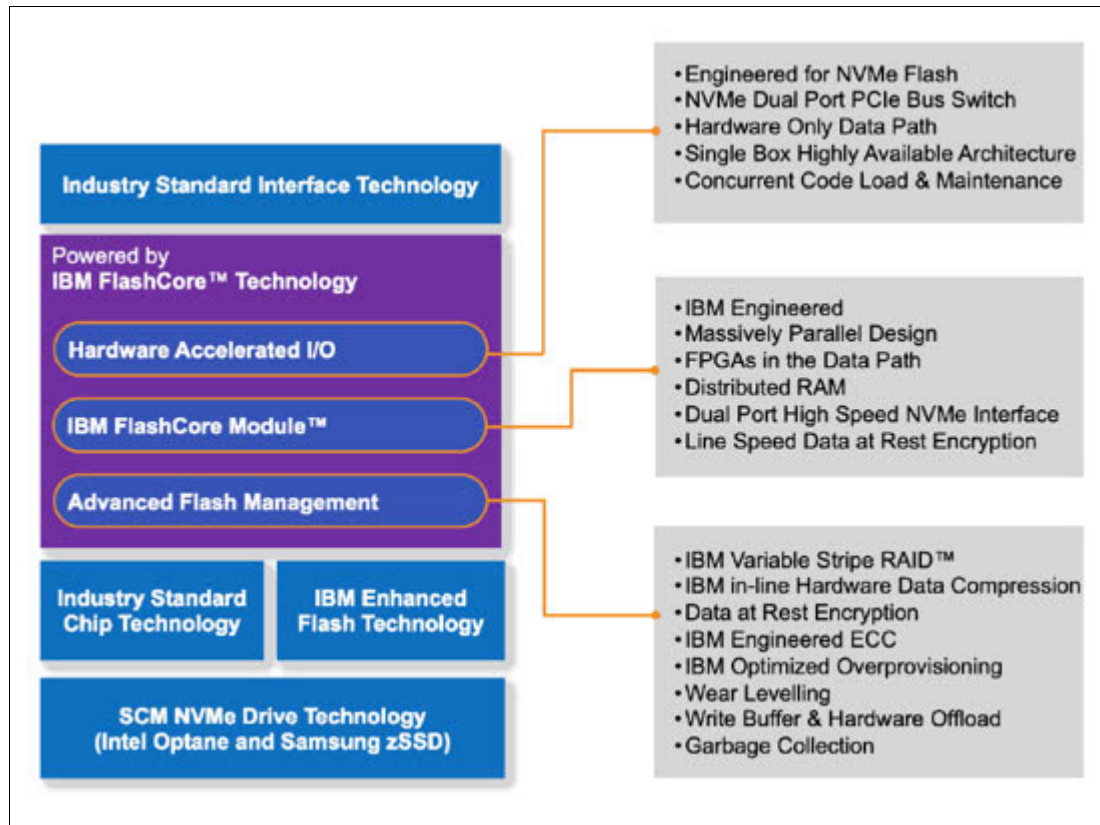 Industry Standard Interface Technology
Powered by
IBM FlashCore™ Technology
Hardware Accelerated I/O
IBM FlashCore Module™
Advanced Flash Management
Industry Standard
Chip Technology
IBM Enhanced
Flash Technology
SCM NVMe Drive Technology
(Intel Optane and Samsung zSSD)
•Engineered for NVMe Flash
•NVMe Dual Port PCIe Bus Switch
•Hardware Only Data Path
•Single Box Highly Available Architecture
•Concurrent Code Load & Maintenance
•IBM Engineered
•Massively Parallel Design
•FPGAs in the Data Path
•Distributed RAM
•Dual Port High Speed NVMe Interface
•Line Speed Data at Rest Encryption
•IBM Variable Stripe RAID™
•IBM in-line Hardware Data Compression
•Data at Rest Encryption
•IBM Engineered ECC
•IBM Optimized Overprovisioning
•Wear Levelling
•Write Buffer & Hardware Offload
•Garbage Collection